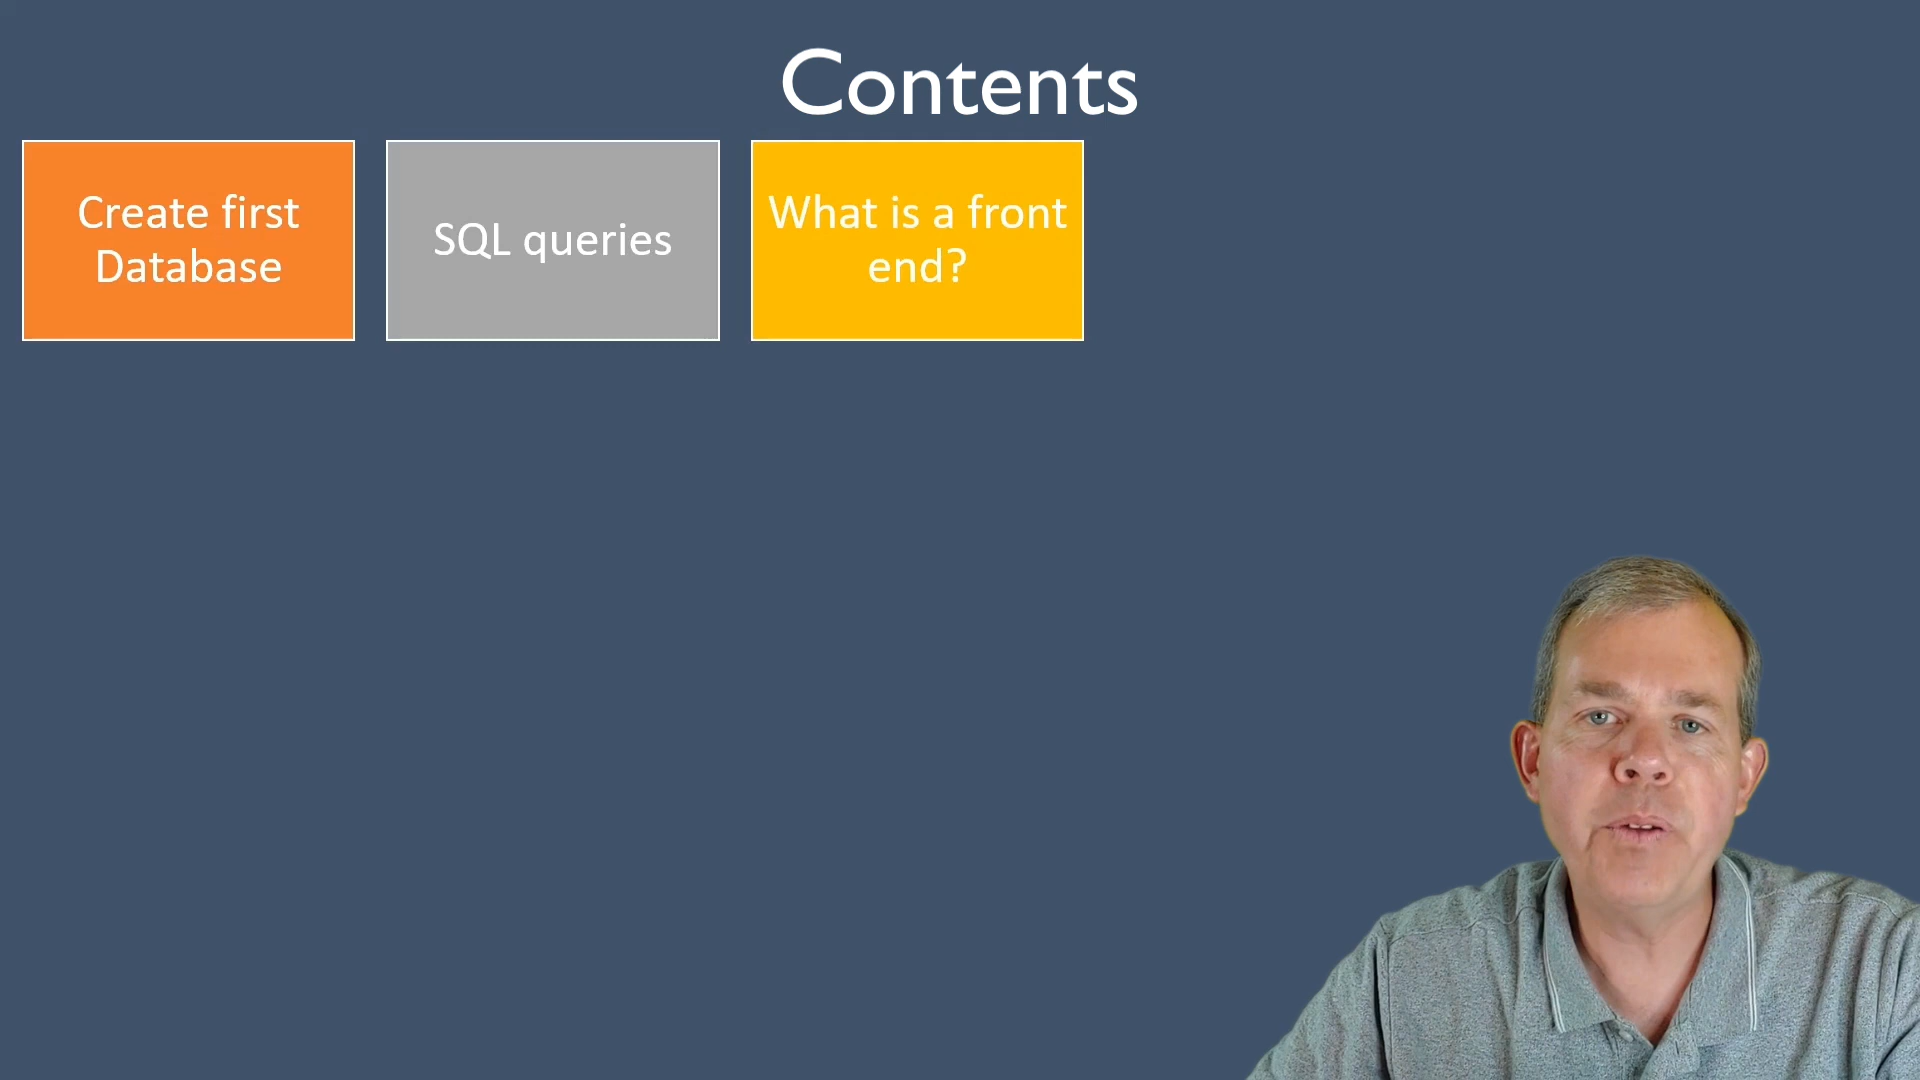 Contents
Create first
Database
SQL queries
What is a front
end?